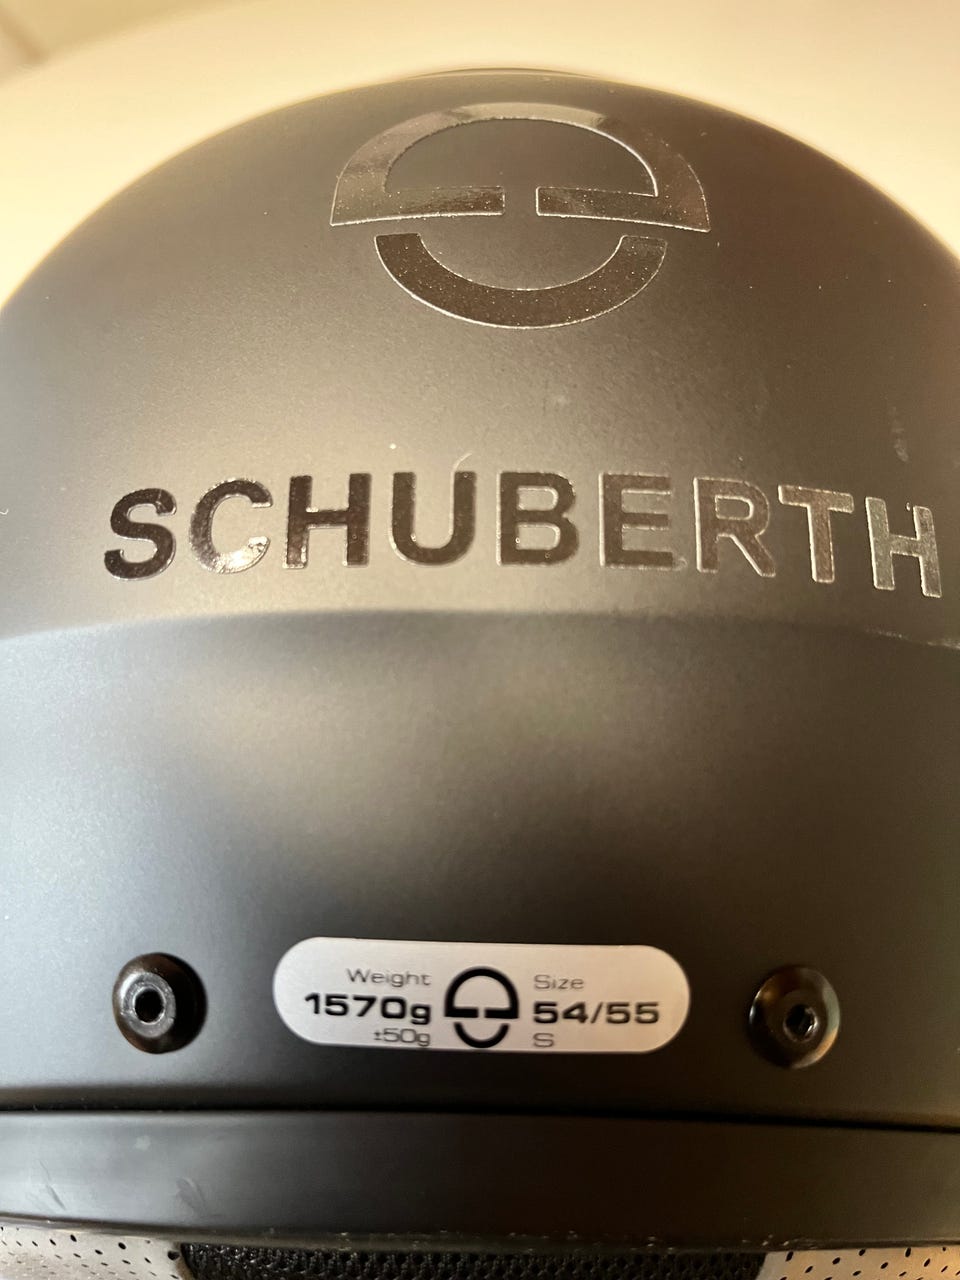 SCHUBERTH
Weight
1570g
±50g
Size
54/55
S